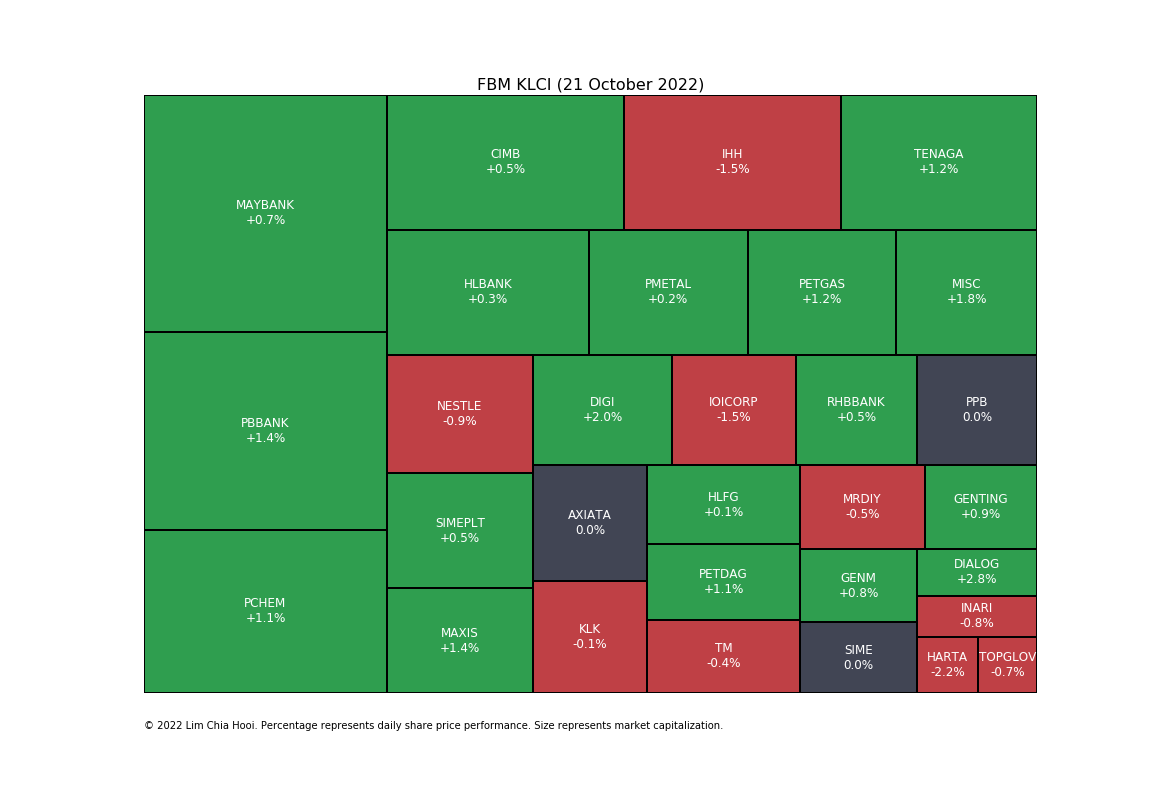 FBM KLCI (21 October 2022)
MAYBANK
+0.7%
PBBANK
+1.4%
PCHEM
+1.1%
CIMB
+0.5%
IHH
-1.5%
TENAGA
+1.2%
HLBANK
+0.3%
PMETAL
+0.2%
PETGAS
+1.2%
MISC
+1.8%
NESTLE
-0.9%
DIGI
+2.0%
IOICORP
-1.5%
RHBBANK
+0.5%
PPB
0.0%
SIMEPLT
+0.5%
MAXIS
+1.4%
AXIATA
0.0%
KLK
-0.1%
HLFG
+0.1%
PETDAG
+1.1%
TM
-0.4%
MRDIY
-0.5%
GENTING
+0.9%
GENM
+0.8%
SIME
0.0%
DIALOG
+2.8%
INARI
-0.8%
HARTA
-2.2%
TOPGLOV
-0.7%
© 2022 Lim Chia Hooi. Percentage represents daily share price performance. Size represents market capitalization.